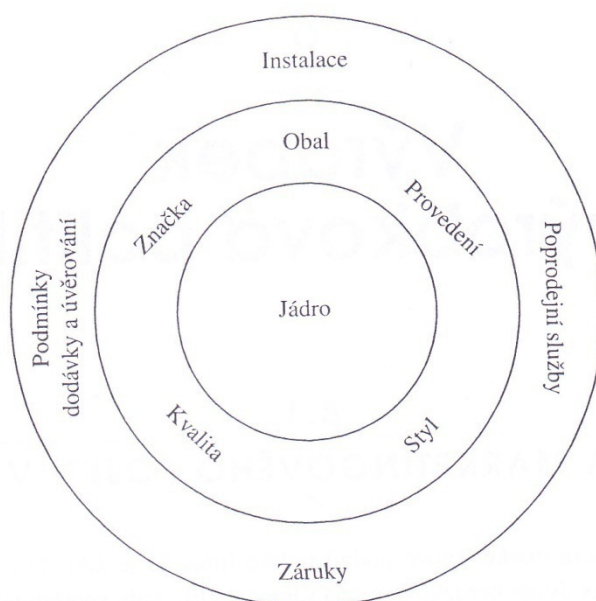 Instalace
Obal
Značka
Provedení
Podmínky
dodávky a úvěrování
Jádro
Poprodejní služby
Kvalita
Styl
Záruky